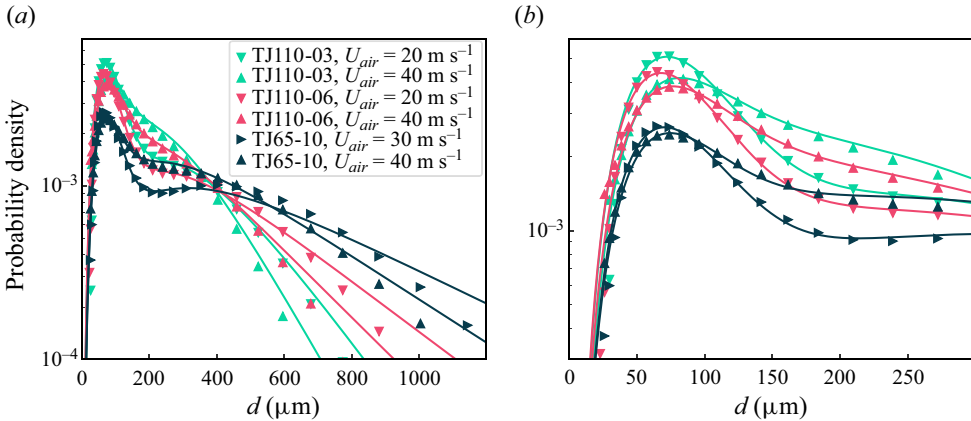 (a)
(b)
TJ110-03, U_air = 20 m s⁻¹
TJ110-03, U_air = 40 m s⁻¹
TJ110-06, U_air = 20 m s⁻¹
TJ110-06, U_air = 40 m s⁻¹
TJ65-10, U_air = 30 m s⁻¹
TJ65-10, U_air = 40 m s⁻¹
Probability density
10⁻³
10⁻⁴
0 200 400 600 800 1000
d (μm)
10⁻³
0 50 100 150 200 250
d (μm)